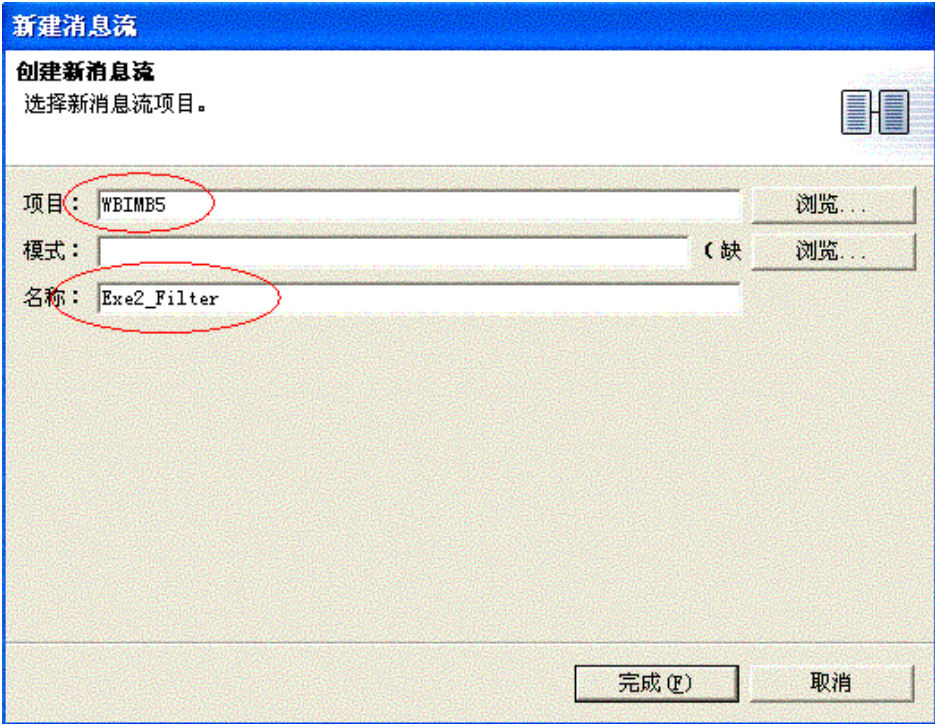 新建消息流
创建新消息流
选择新消息流项目。
项目： WBIMB5 浏览...
模式： （缺 浏览...
名称： Exe2_Filter
完成(F) 取消